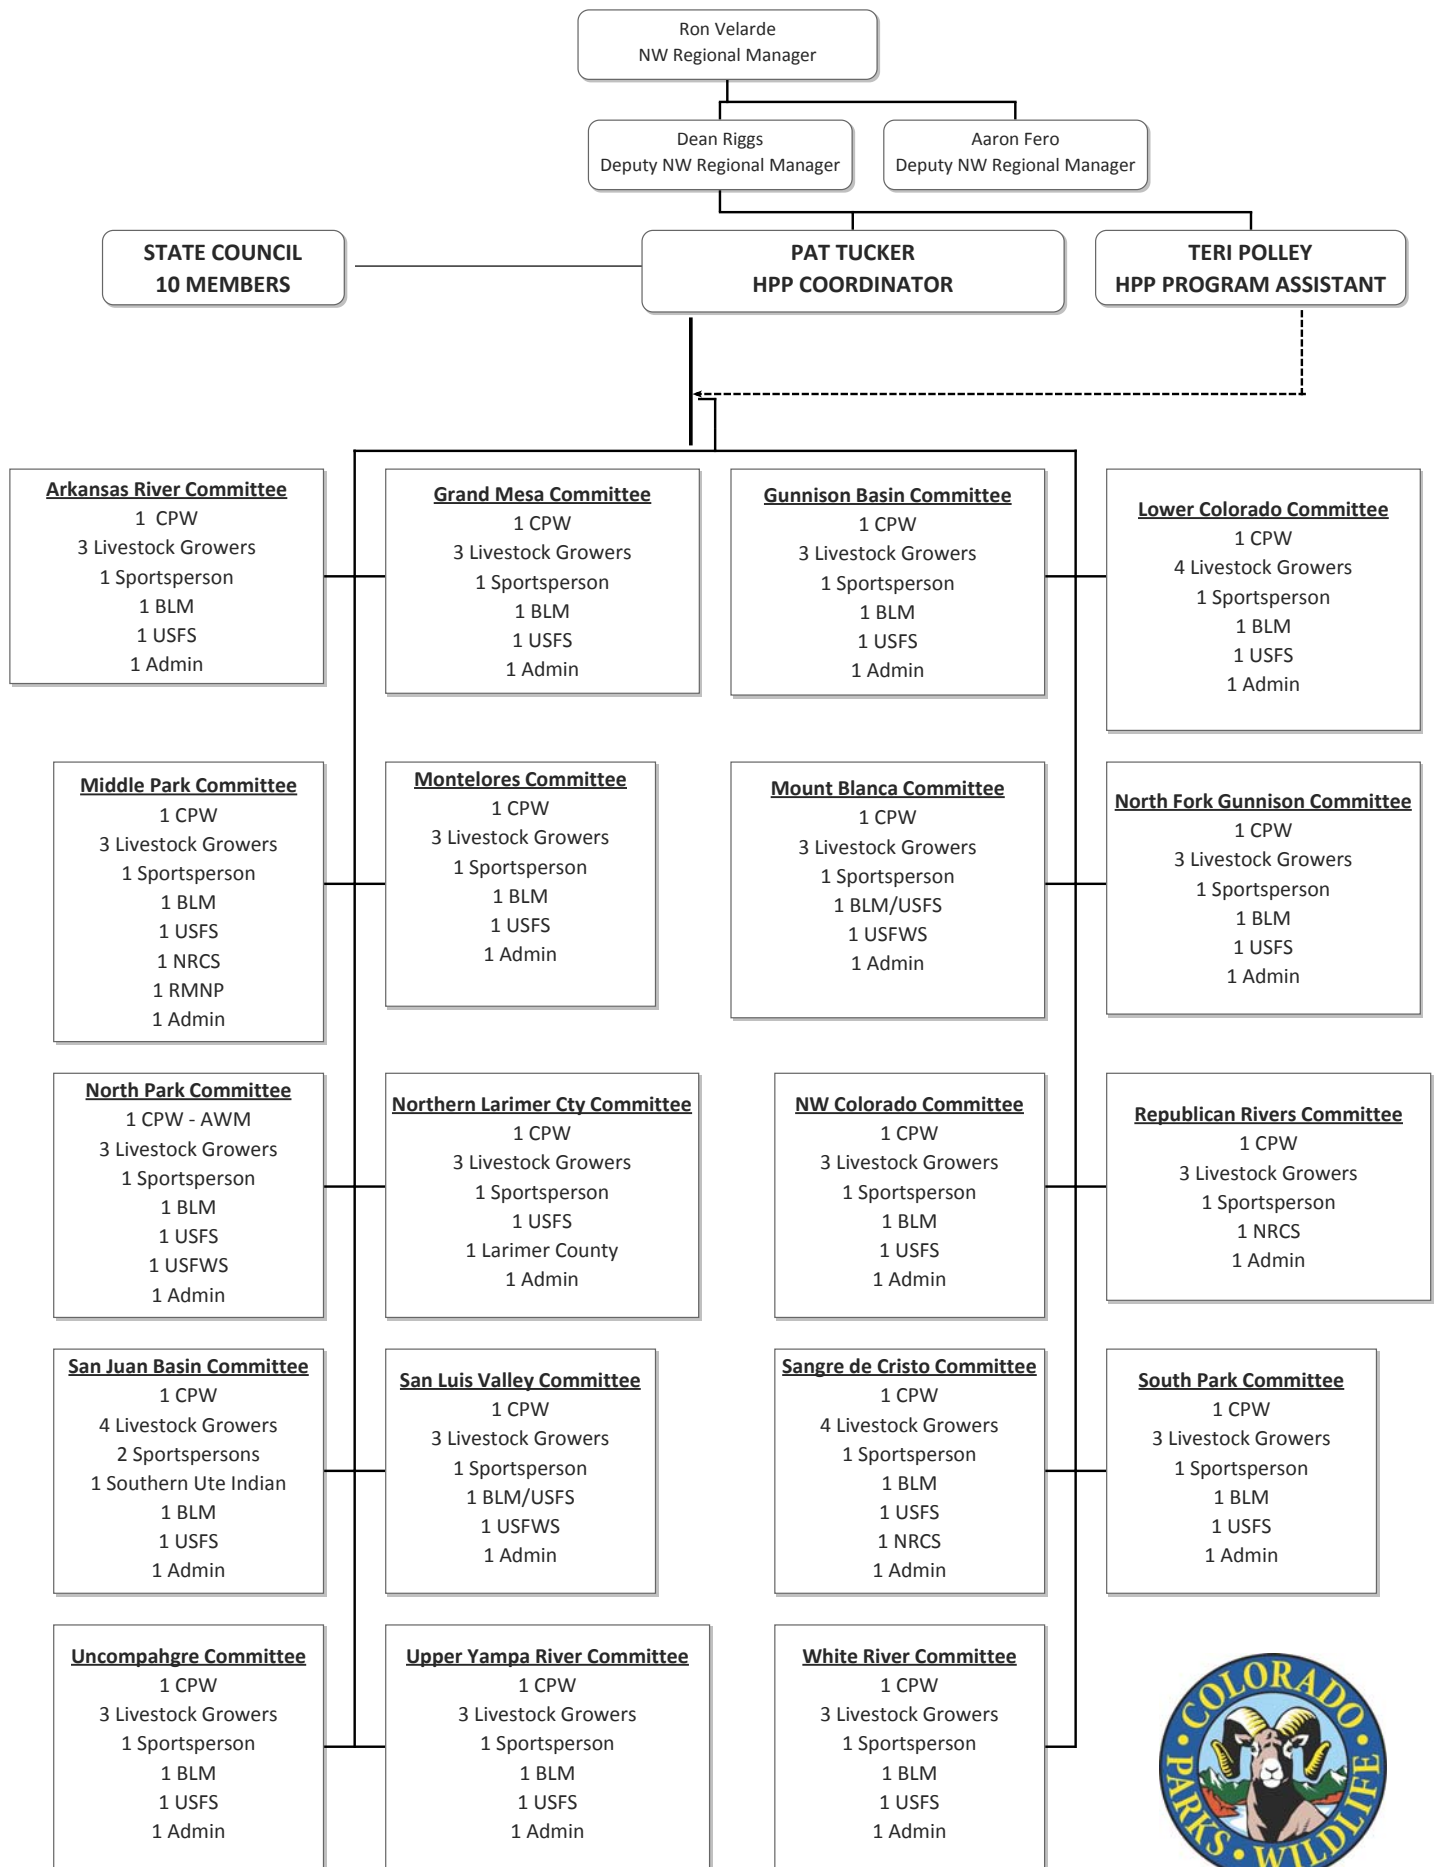 Ron Velarde
NW Regional Manager
Dean Riggs
Deputy NW Regional Manager
Aaron Fero
Deputy NW Regional Manager
STATE COUNCIL
10 MEMBERS
PAT TUCKER
HPP COORDINATOR
TERI POLLEY
HPP PROGRAM ASSISTANT
Arkansas River Committee
1 CPW
3 Livestock Growers
1 Sportsperson
1 BLM
1 USFS
1 Admin
Grand Mesa Committee
1 CPW
3 Livestock Growers
1 Sportsperson
1 BLM
1 USFS
1 Admin
Gunnison Basin Committee
1 CPW
3 Livestock Growers
1 Sportsperson
1 BLM
1 USFS
1 Admin
Lower Colorado Committee
1 CPW
4 Livestock Growers
1 Sportsperson
1 BLM
1 USFS
1 Admin
Middle Park Committee
1 CPW
3 Livestock Growers
1 Sportsperson
1 BLM
1 USFS
1 NRCS
1 RMNP
1 Admin
Montelores Committee
1 CPW
3 Livestock Growers
1 Sportsperson
1 BLM
1 USFS
1 Admin
Mount Blanca Committee
1 CPW
3 Livestock Growers
1 Sportsperson
1 BLM/USFS
1 USFWS
1 Admin
North Fork Gunnison Committee
1 CPW
3 Livestock Growers
1 Sportsperson
1 BLM
1 USFS
1 Admin
North Park Committee
1 CPW - AWM
3 Livestock Growers
1 Sportsperson
1 BLM
1 USFS
1 USFWS
1 Admin
Northern Larimer Cty Committee
1 CPW
3 Livestock Growers
1 Sportsperson
1 USFS
1 Larimer County
1 Admin
NW Colorado Committee
1 CPW
3 Livestock Growers
1 Sportsperson
1 BLM
1 USFS
1 Admin
Republican Rivers Committee
1 CPW
3 Livestock Growers
1 Sportsperson
1 NRCS
1 Admin
San Juan Basin Committee
1 CPW
4 Livestock Growers
2 Sportspersons
1 Southern Ute Indian
1 BLM
1 USFS
1 Admin
San Luis Valley Committee
1 CPW
3 Livestock Growers
1 Sportsperson
1 BLM/USFS
1 USFWS
1 Admin
Sangre de Cristo Committee
1 CPW
4 Livestock Growers
1 Sportsperson
1 BLM
1 USFS
1 NRCS
1 Admin
South Park Committee
1 CPW
3 Livestock Growers
1 Sportsperson
1 BLM
1 USFS
1 Admin
Uncompahgre Committee
1 CPW
3 Livestock Growers
1 Sportsperson
1 BLM
1 USFS
1 Admin
Upper Yampa River Committee
1 CPW
3 Livestock Growers
1 Sportsperson
1 BLM
1 USFS
1 Admin
White River Committee
1 CPW
3 Livestock Growers
1 Sportsperson
1 BLM
1 USFS
1 Admin
COLORADO
PARKS • WILDLIFE